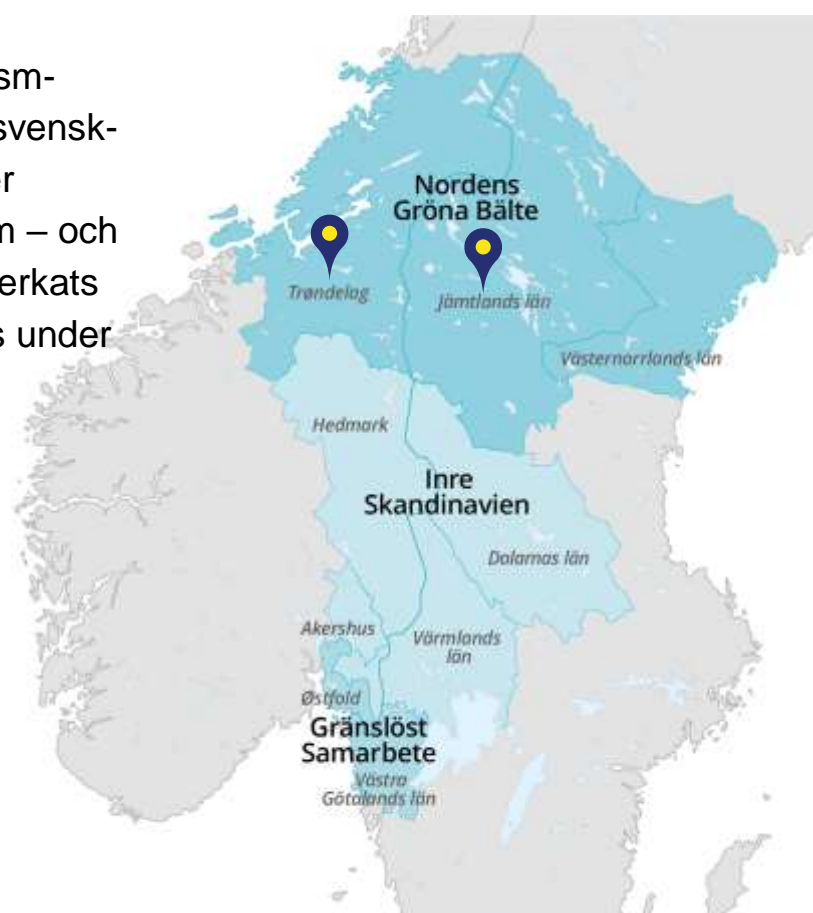 sm-
svensk-
er
m – och
erkats
s under
Nordens
Gröna Bälte
Trøndelag
Jämtlands län
Västernorrlands län
Hedmark
Inre
Skandinavien
Dalarnas län
Akershus
Värmlands
län
Østfold
Gränslöst
Samarbete
Västra
Götalands län